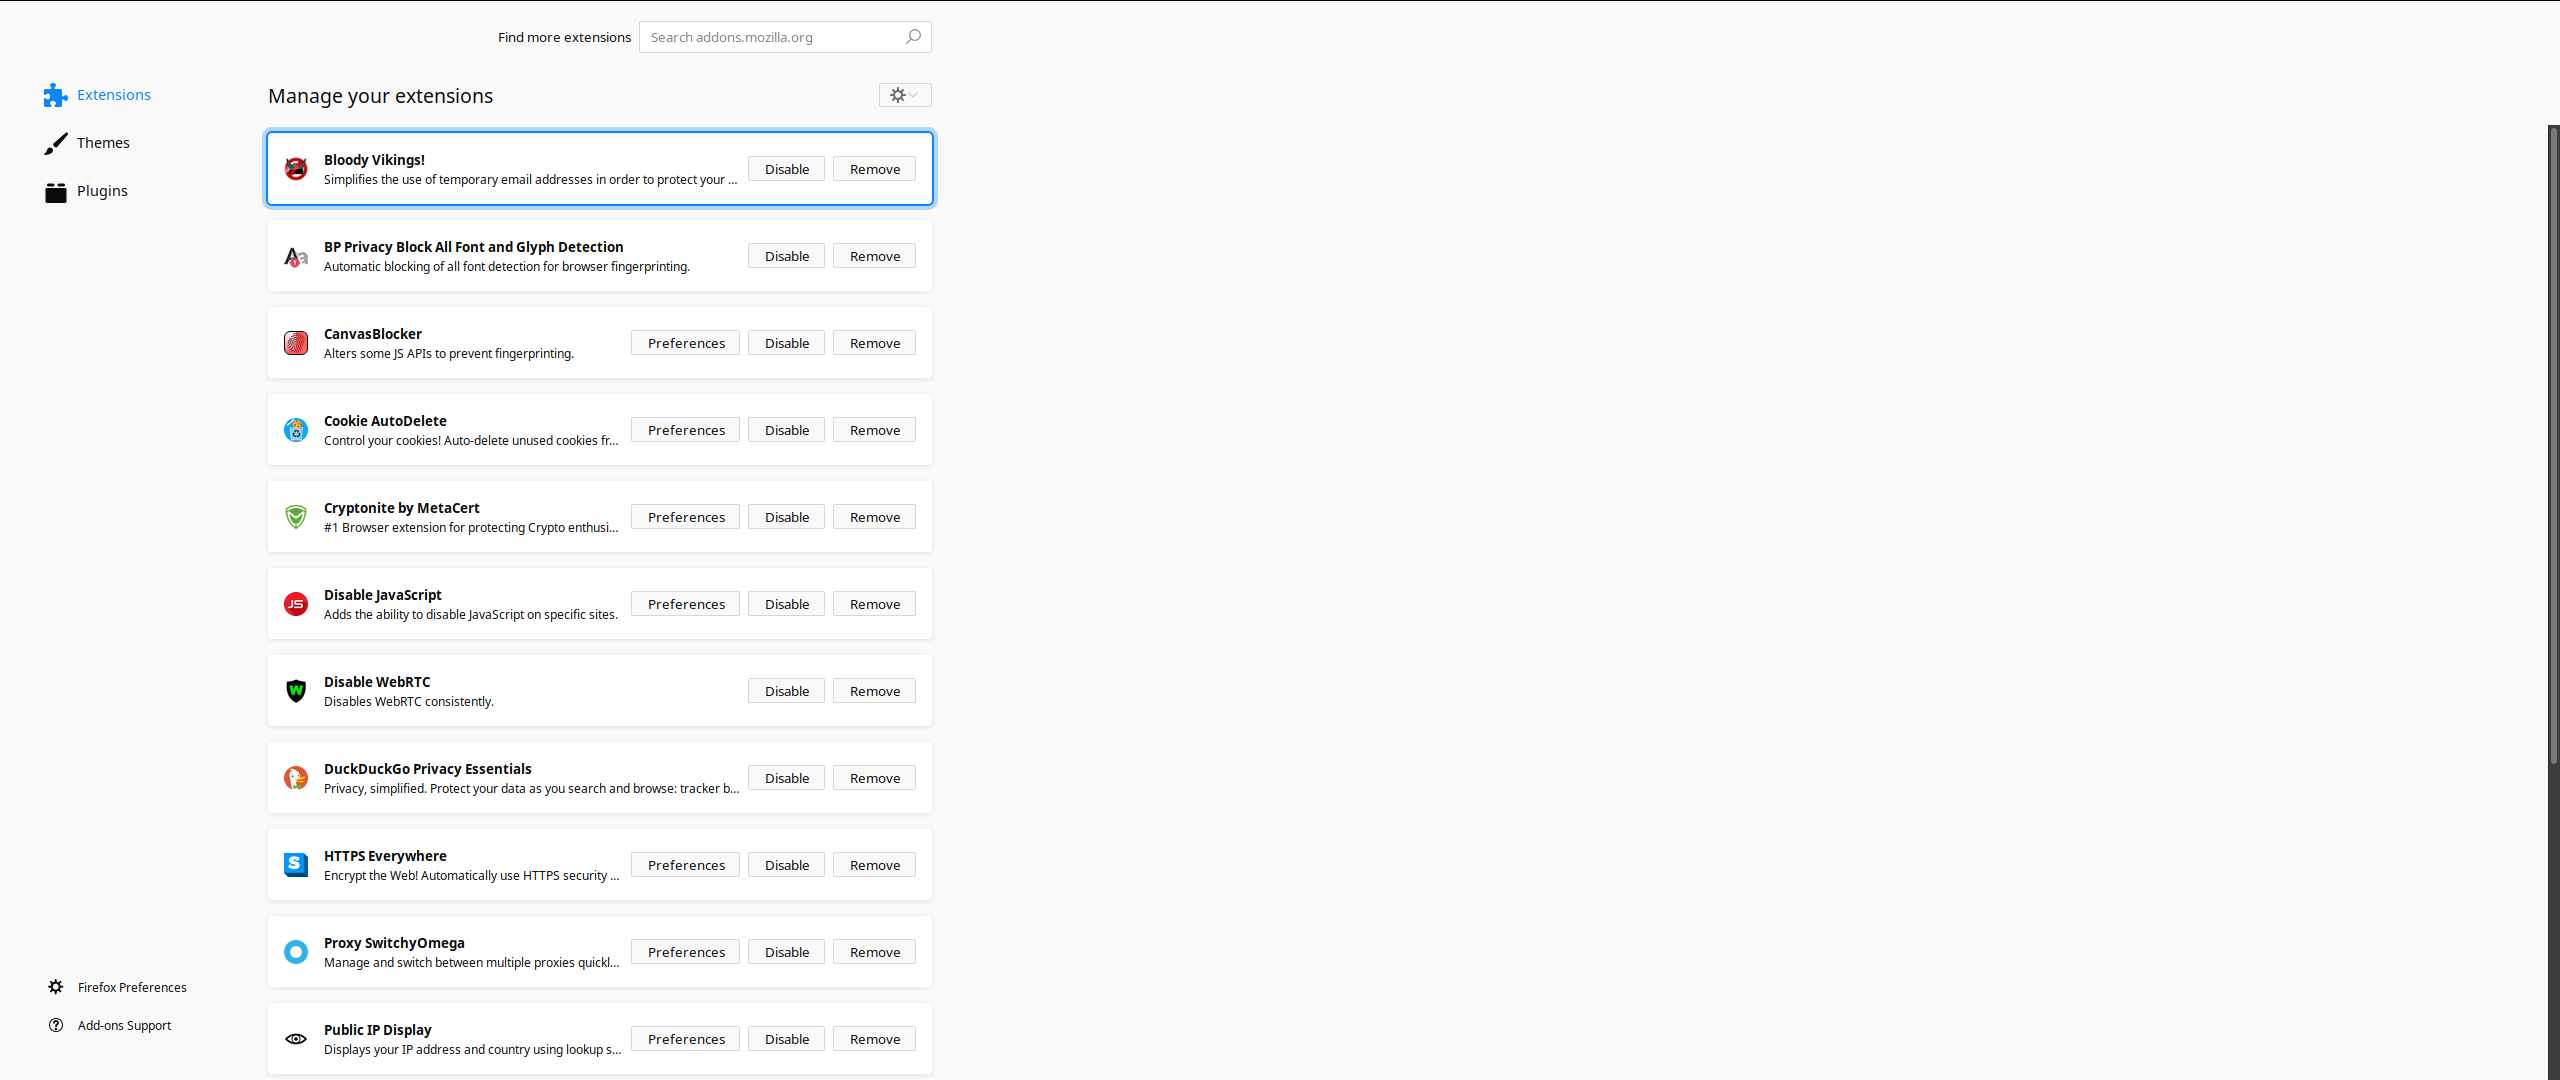 Find more extensions
Search addons.mozilla.org
Extensions
Themes
Plugins
Manage your extensions
Bloody Vikings!
Simplifies the use of temporary email addresses in order to protect your ...
Disable
Remove
BP Privacy Block All Font and Glyph Detection
Automatic blocking of all font detection for browser fingerprinting.
Disable
Remove
CanvasBlocker
Alters some JS APIs to prevent fingerprinting.
Preferences
Disable
Remove
Cookie AutoDelete
Control your cookies! Auto-delete unused cookies fr...
Preferences
Disable
Remove
Cryptonite by MetaCert
#1 Browser extension for protecting Crypto enthusi...
Preferences
Disable
Remove
JS
Disable JavaScript
Adds the ability to disable JavaScript on specific sites.
Preferences
Disable
Remove
W
Disable WebRTC
Disables WebRTC consistently.
Disable
Remove
DuckDuckGo Privacy Essentials
Privacy, simplified. Protect your data as you search and browse: tracker b...
Disable
Remove
S
HTTPS Everywhere
Encrypt the Web! Automatically use HTTPS security ...
Preferences
Disable
Remove
Proxy SwitchyOmega
Manage and switch between multiple proxies quickl...
Preferences
Disable
Remove
Public IP Display
Displays your IP address and country using lookup s...
Preferences
Disable
Remove
Firefox Preferences
Add-ons Support